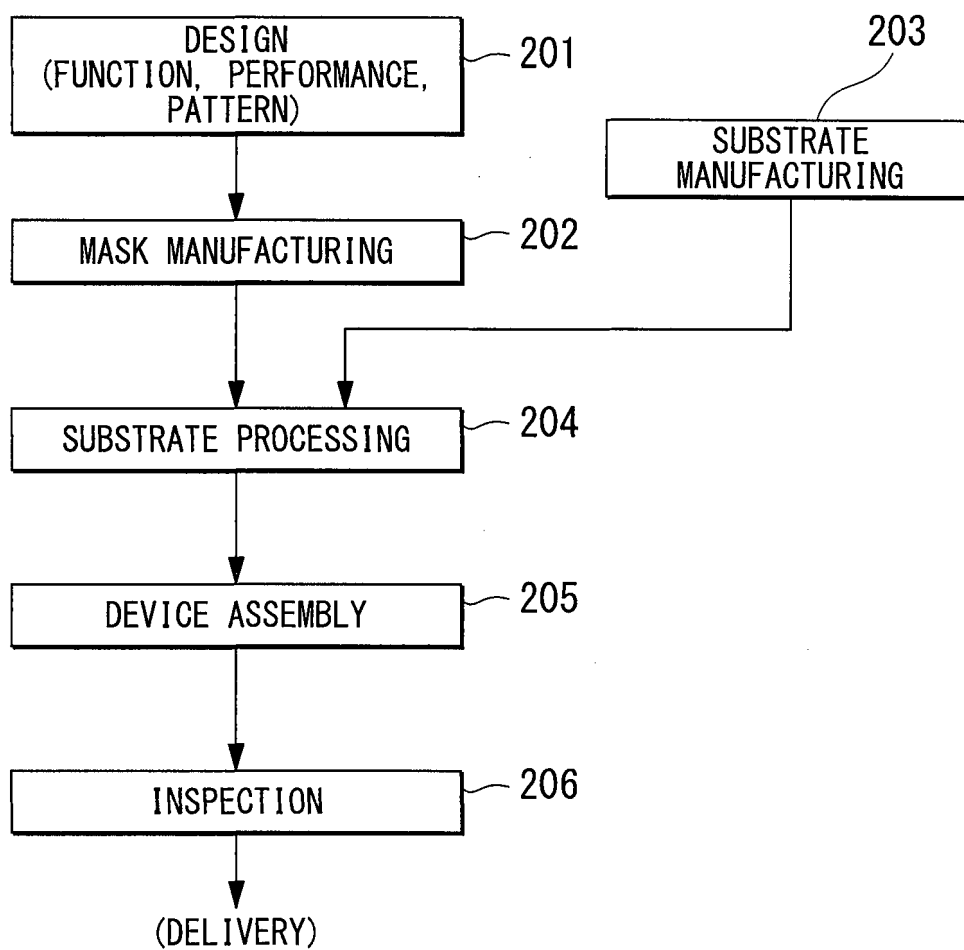 DESIGN
(FUNCTION, PERFORMANCE,
PATTERN)
201
203
SUBSTRATE
MANUFACTURING
MASK MANUFACTURING
202
SUBSTRATE PROCESSING
204
DEVICE ASSEMBLY
205
INSPECTION
206
(DELIVERY)